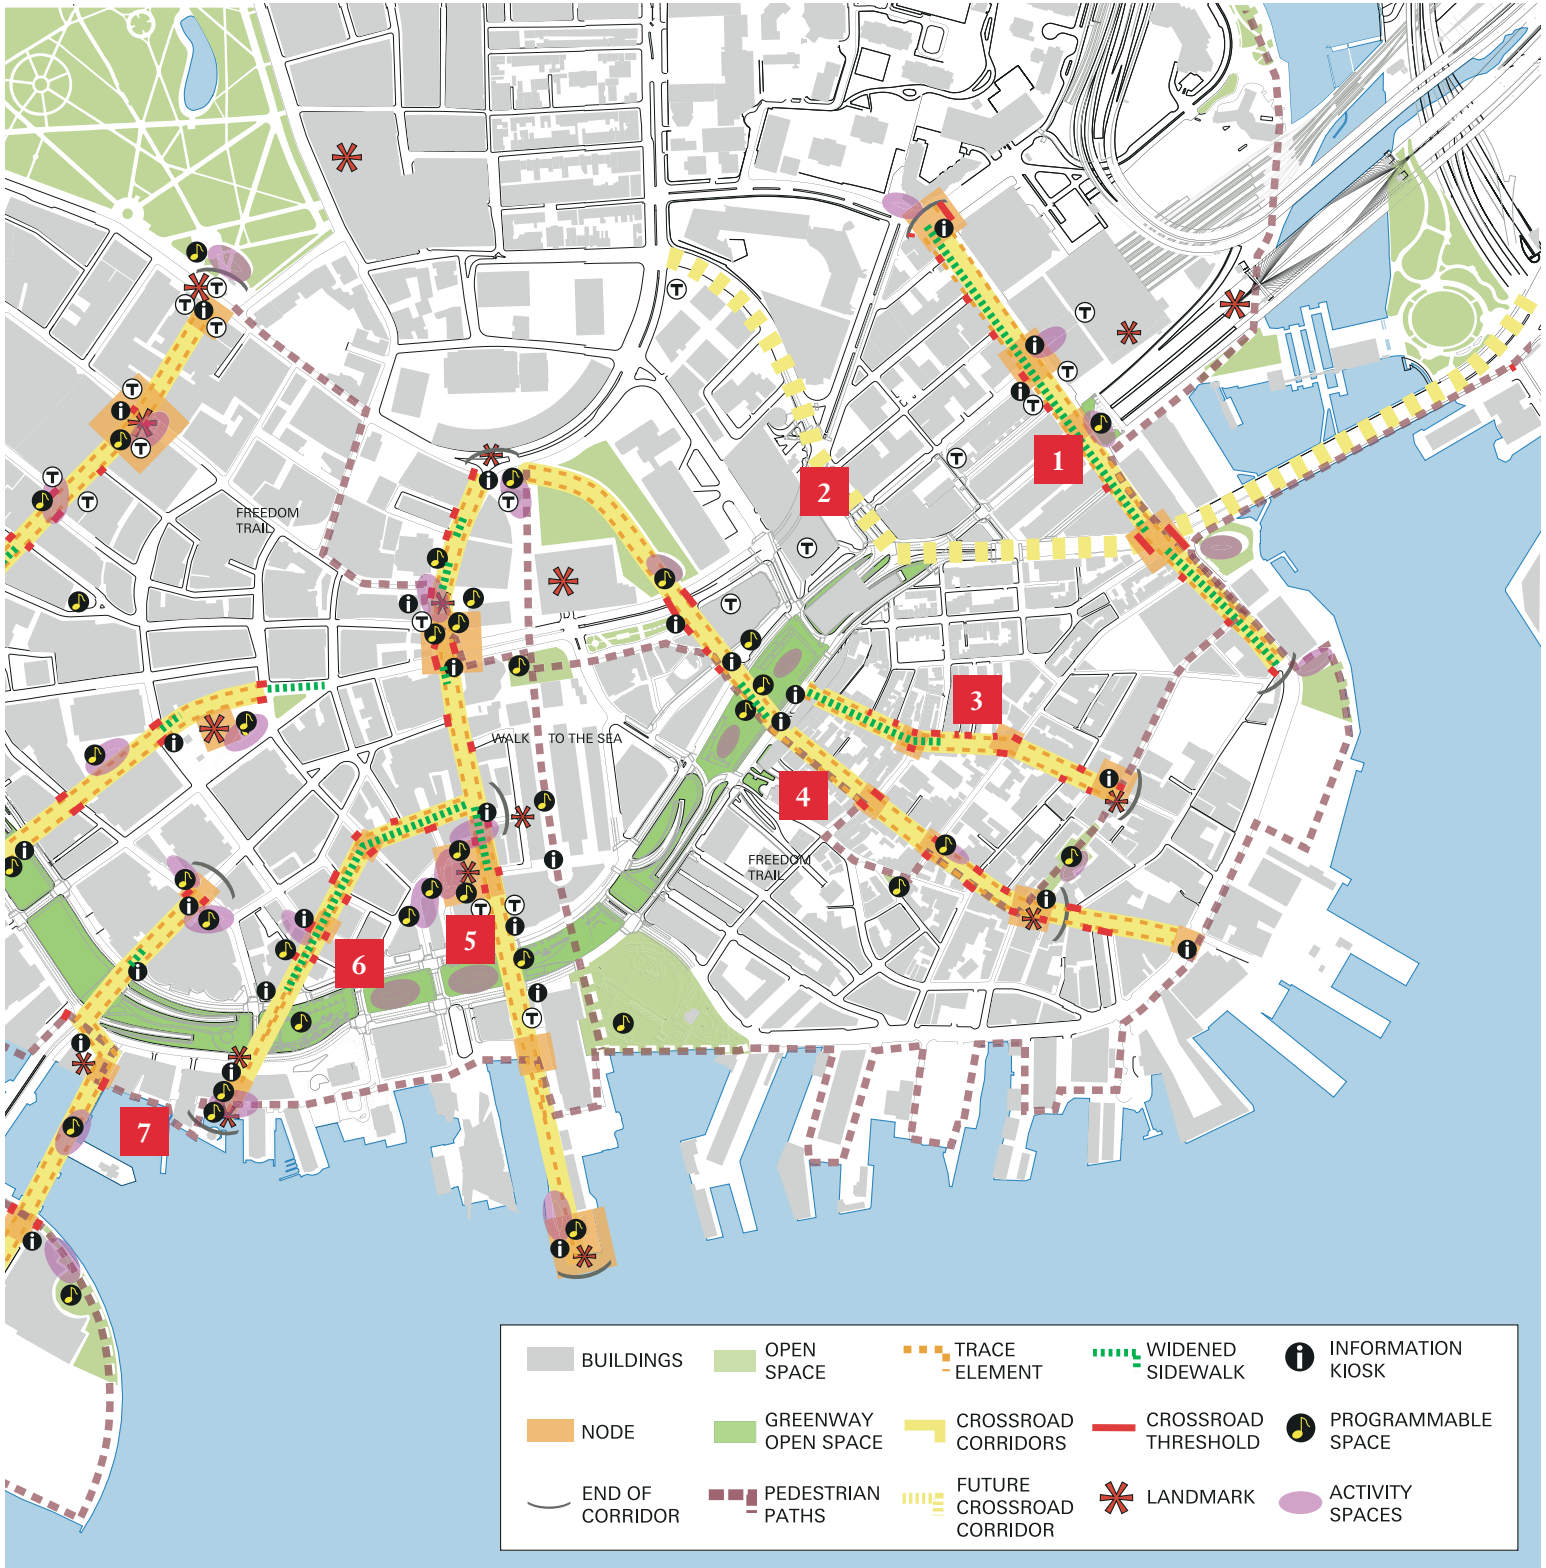 1
2
FREEDOM
TRAIL
3
WALK TO THE SEA
4
FREEDOM
TRAIL
5
6
7
BUILDINGS
OPEN
SPACE
TRACE
ELEMENT
WIDENED
SIDEWALK
INFORMATION
KIOSK
NODE
GREENWAY
OPEN SPACE
CROSSROAD
CORRIDORS
CROSSROAD
THRESHOLD
PROGRAMMABLE
SPACE
END OF
CORRIDOR
PEDESTRIAN
PATHS
FUTURE
CROSSROAD
CORRIDOR
LANDMARK
ACTIVITY
SPACES